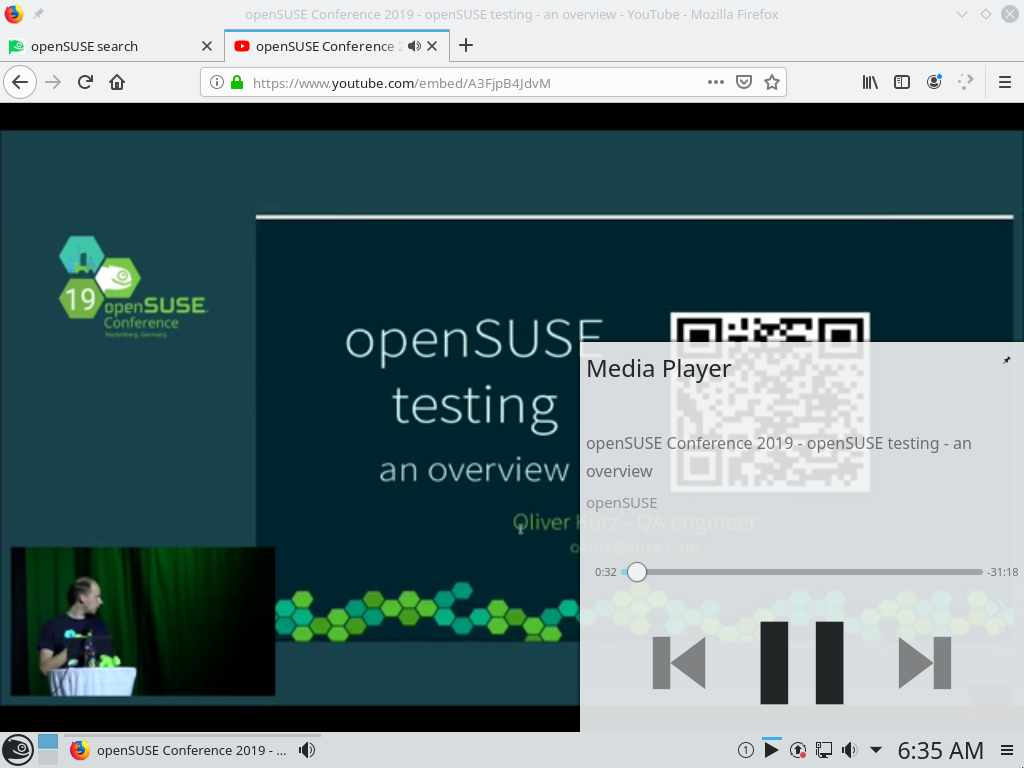 openSUSE Conference 2019 - openSUSE testing - an overview - YouTube - Mozilla Firefox
openSUSE search
openSUSE Conference 2
https://www.youtube.com/embed/A3FjpB4JdvM
19
openSUSE
Conference
Nuremberg, Germany
openSUSE
testing
an overview
Oliver Kurz - QA engineer
okurz@suse.com
Media Player
openSUSE Conference 2019 - openSUSE testing - an
overview
openSUSE
0:32
-31:18
openSUSE Conference 2019 - ...
1
6:35 AM